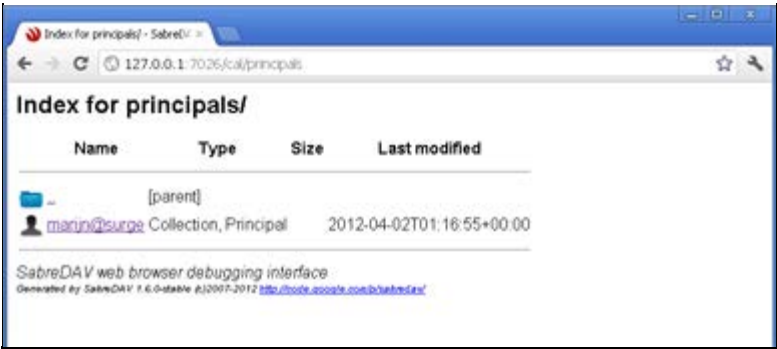 Index for principals/ - SabreDAV
127.0.0.1:7026/cal/principals
Index for principals/
Name Type Size Last modified
.. [parent]
marijn@surge Collection, Principal 2012-04-02T01:16:55+00:00
SabreDAV web browser debugging interface
Generated by SabreDAV 1.6.0-stable (c)2007-2012 http://code.google.com/p/sabredav/